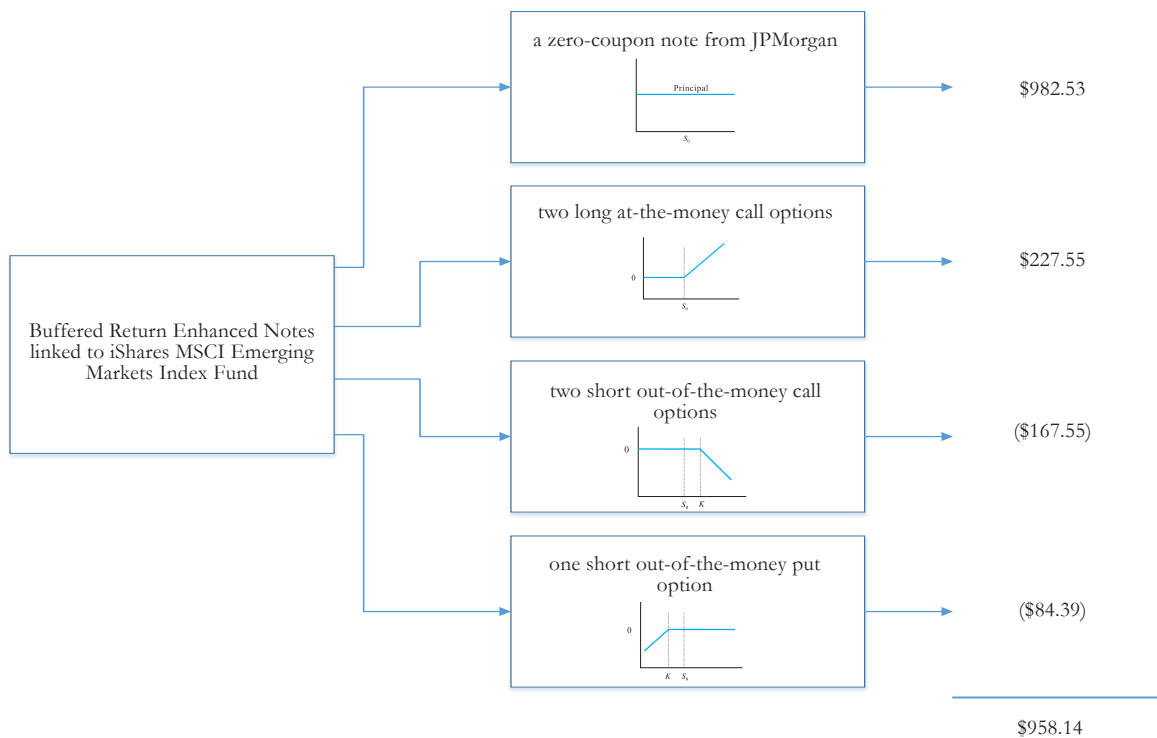 a zero-coupon note from JPMorgan
Principal
S₀
$982.53
two long at-the-money call options
0
S₀
$227.55
Buffered Return Enhanced Notes
linked to iShares MSCI Emerging
Markets Index Fund
two short out-of-the-money call
options
0
S₀ K
($167.55)
one short out-of-the-money put
option
0
K S₀
($84.39)
$958.14